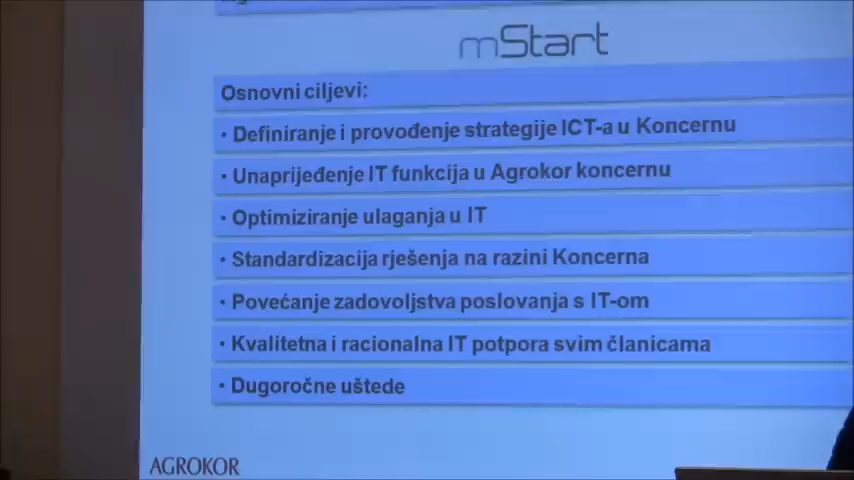 mStart
Osnovni ciljevi:
• Definiranje i provođenje strategije ICT-a u Koncernu
• Unaprijeđenje IT funkcija u Agrokor koncernu
• Optimiziranje ulaganja u IT
• Standardizacija rješenja na razini Koncerna
• Povećanje zadovoljstva poslovanja s IT-om
• Kvalitetna i racionalna IT potpora svim članicama
• Dugoročne uštede
AGROKOR